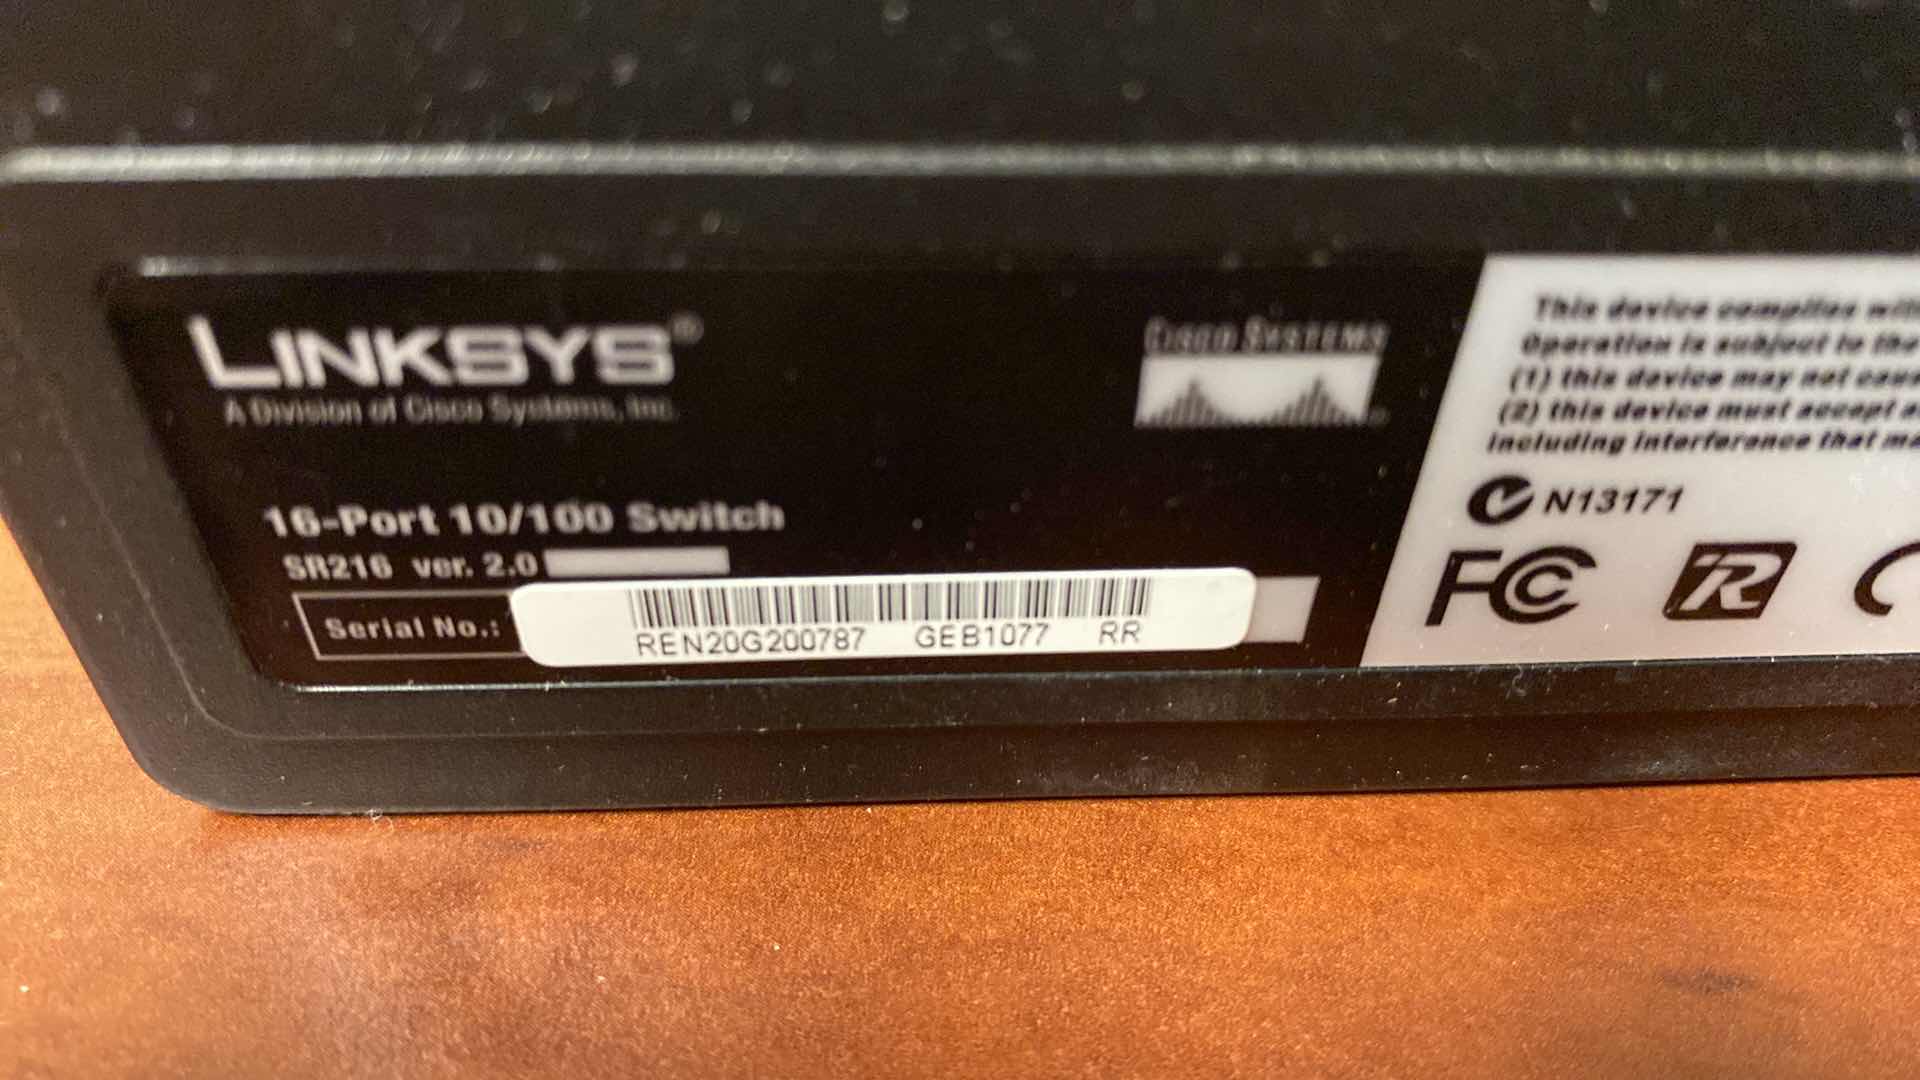 LINKSYS®
A Division of Cisco Systems, Inc.
CISCO SYSTEMS
16-Port 10/100 Switch
SR216 ver. 2.0
Serial No.:
REN20G200787 GEB1077 RR
This device complies
Operation is subject to the
(1) this device may not
(2) this device must accept
including interference that
N13171
FC
R